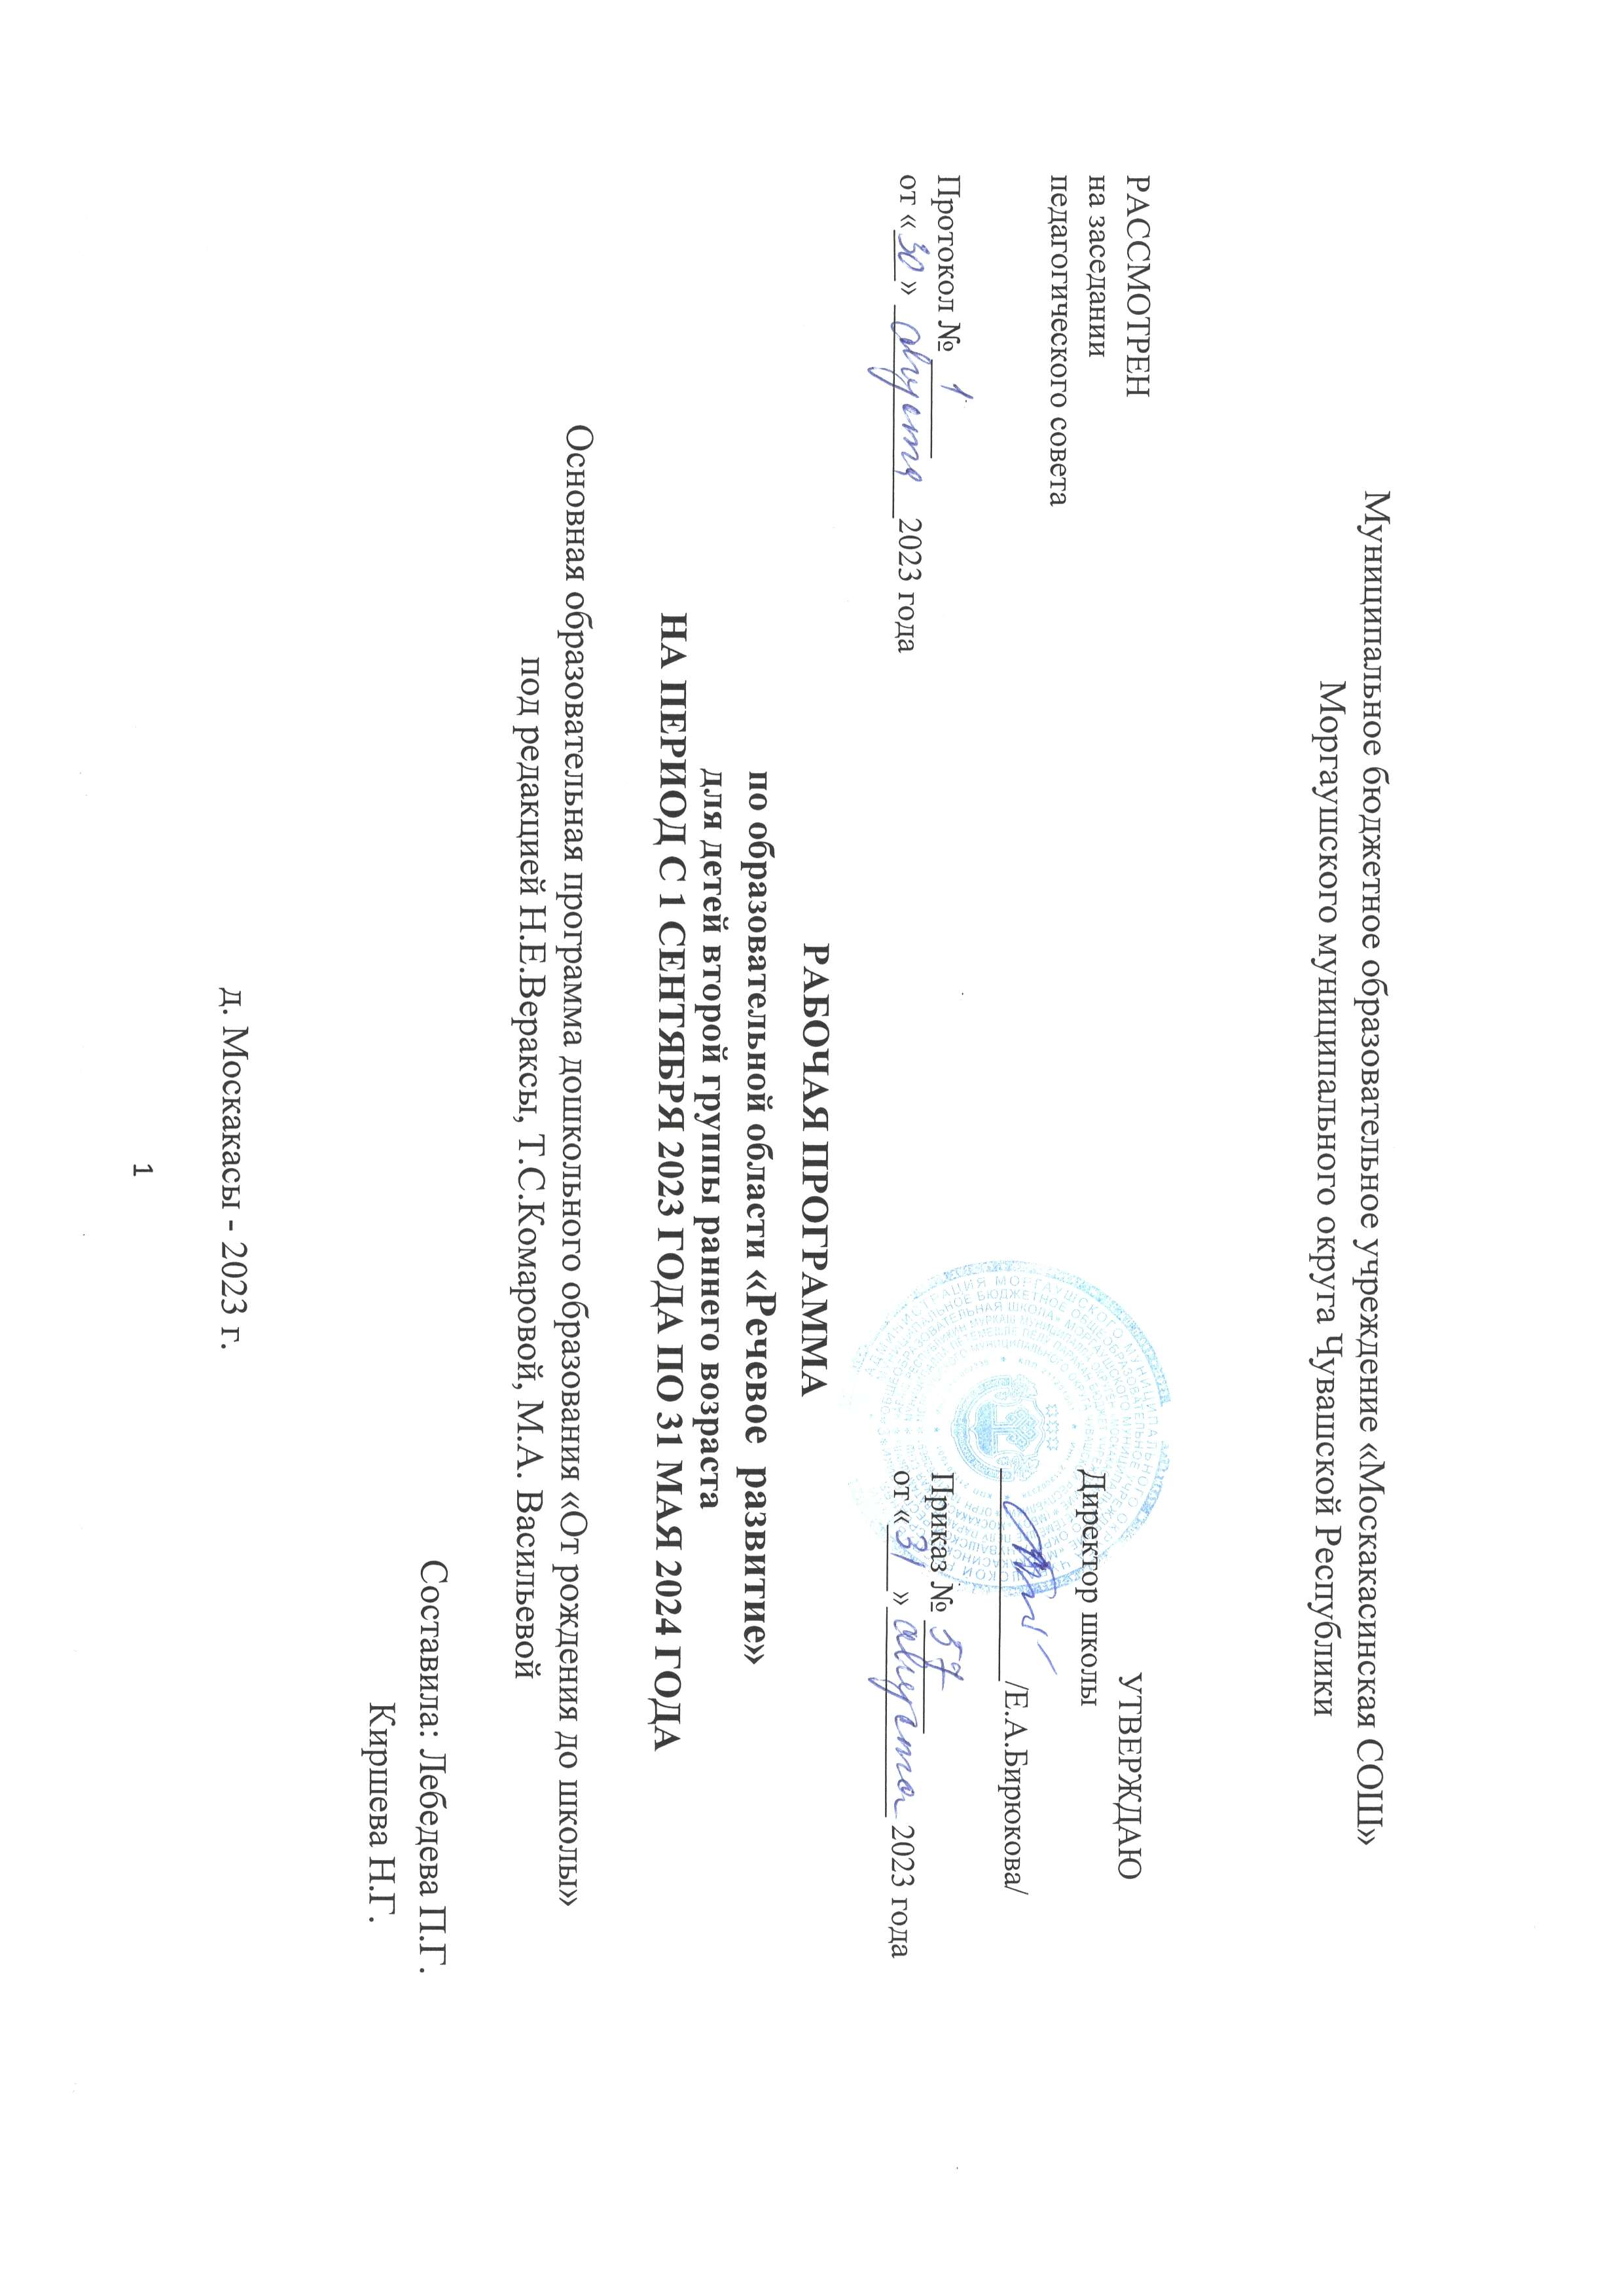 Муниципальное бюджетное образовательное учреждение «Москакасинская СОШ»
Моргаушского муниципального округа Чувашской Республики
РАССМОТРЕН
на заседании
педагогического совета
Протокол № 1
от «30» августа 2023 года
УТВЕРЖДАЮ
Директор школы
/Е.А.Бирюкова/
Приказ № 57
от «31» августа 2023 года
РАБОЧАЯ ПРОГРАММА
по образовательной области «Речевое развитие»
для детей второй группы раннего возраста
НА ПЕРИОД С 1 СЕНТЯБРЯ 2023 ГОДА ПО 31 МАЯ 2024 ГОДА
Основная образовательная программа дошкольного образования «От рождения до школы»
под редакцией Н.Е.Вераксы, Т.С.Комаровой, М.А. Васильевой
Составила: Лебедева П.Г.
Киршева Н.Г.
д. Москакасы - 2023 г.
1